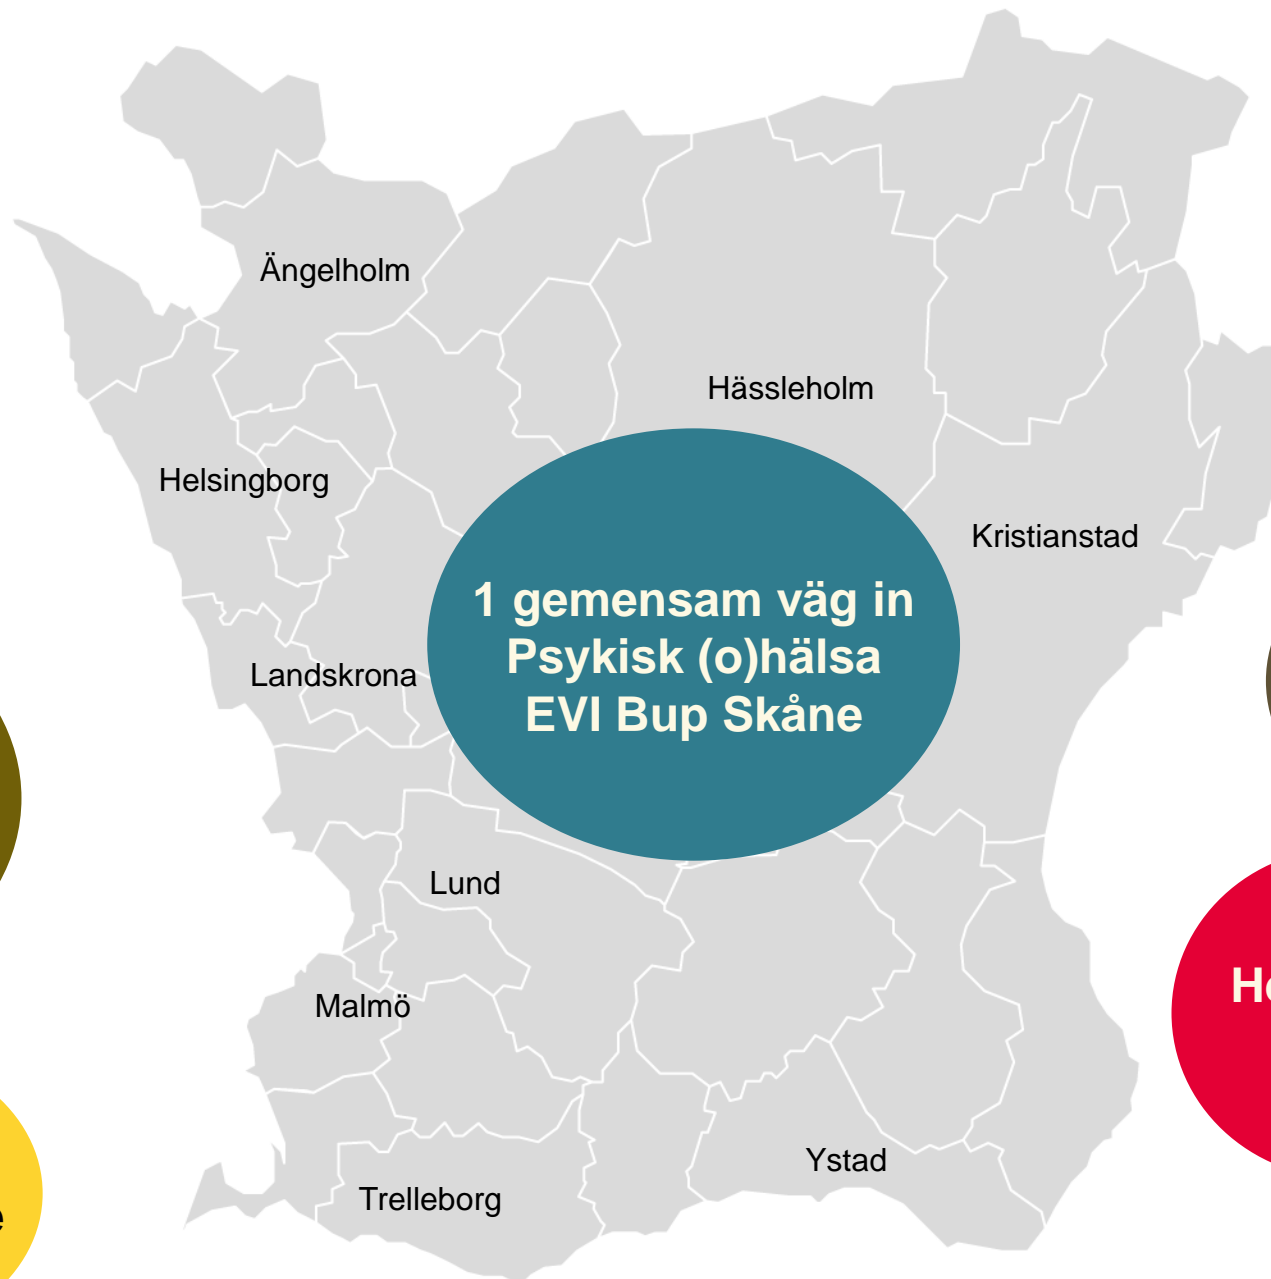 Ängelholm
Hässleholm
Helsingborg
Kristianstad
1 gemensam väg in
Psykisk (o)hälsa
EVI Bup Skåne
Landskrona
Lund
Malmö
Ystad
Trelleborg